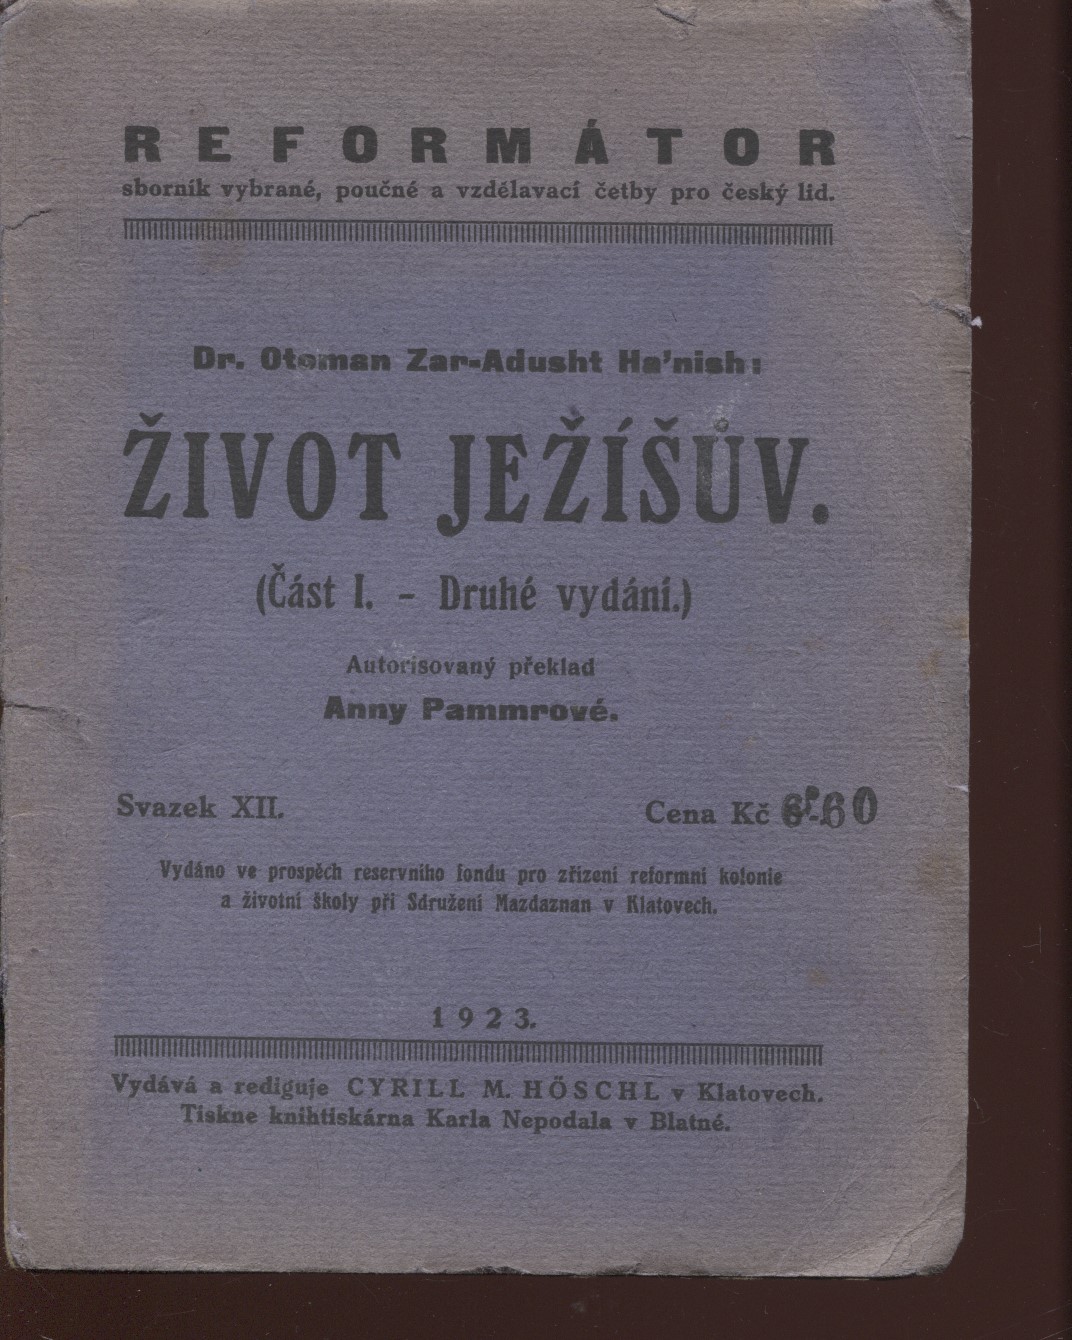 REFORMÁTOR
sborník vybrané, poučné a vzdělavací četby pro český lid.
Dr. Otoman Zar-Adusht Ha'nish:
ŽIVOT JEŽÍŠŮV.
(Část I. - Druhé vydání.)
Autorisovaný překlad
Anny Pammrové.
Svazek XII.
Cena Kč
Vydáno ve prospěch reservního fondu pro zřízení reformní kolonie
a životní školy při Sdružení Mazdaznan v Klatovech.
1923.
Vydává a rediguje CYRILL M. HÖSCHL v Klatovech.
Tiskne knihtiskárna Karla Nepodala v Blatné.